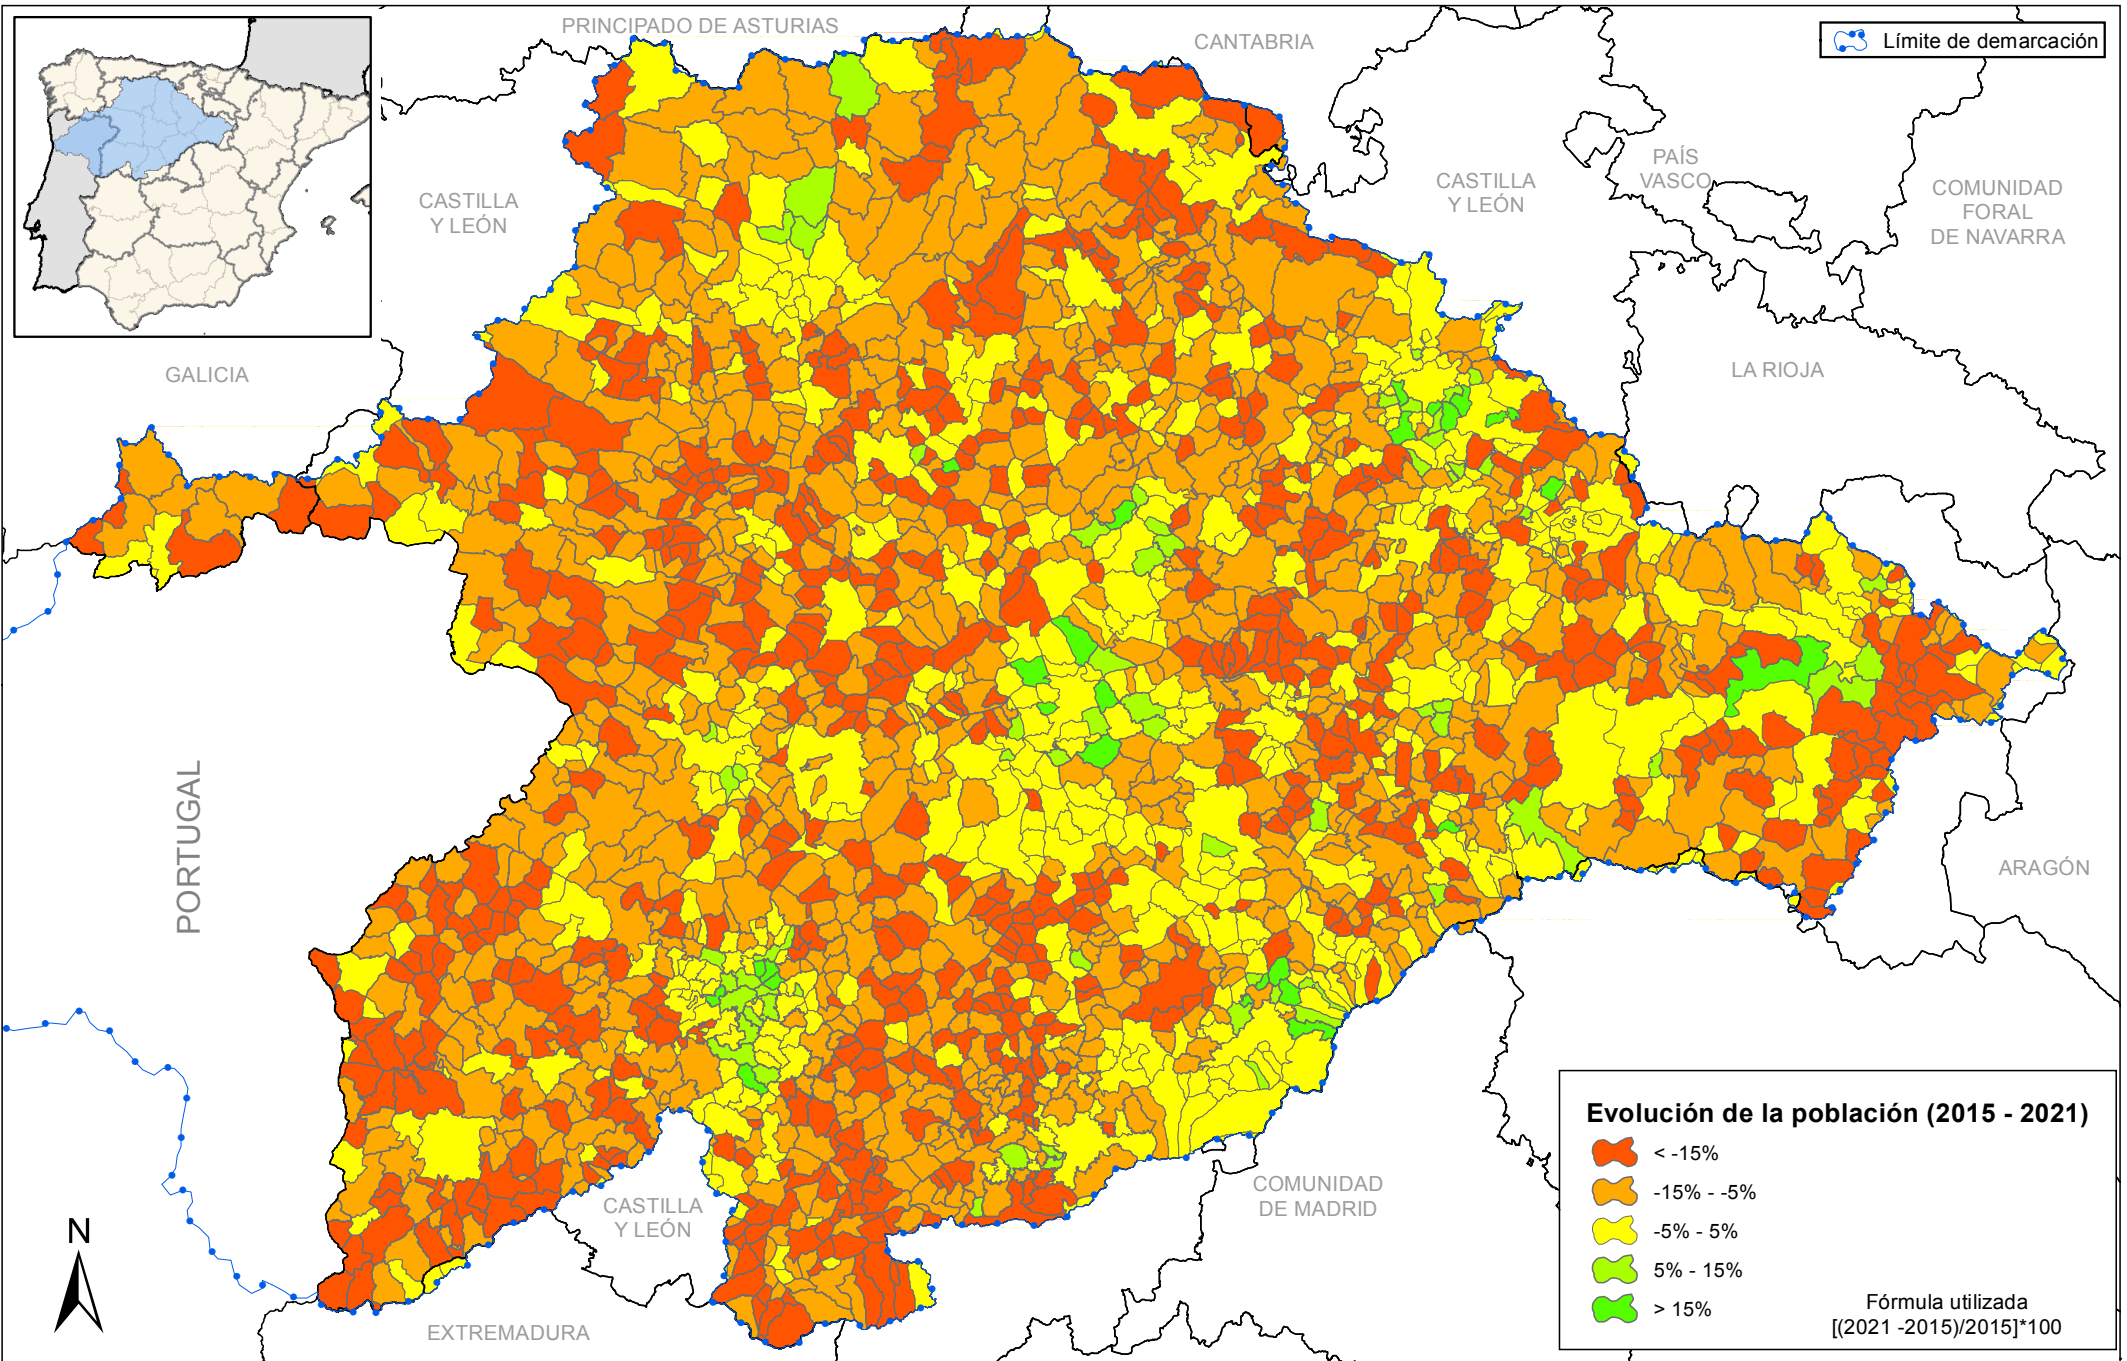 PRINCIPADO DE ASTURIAS
CANTABRIA
Límite de demarcación
CASTILLA
Y LEÓN
CASTILLA
Y LEÓN
PAÍS
VASCO
COMUNIDAD
FORAL
DE NAVARRA
GALICIA
LA RIOJA
PORTUGAL
ARAGÓN
CASTILLA
Y LEÓN
COMUNIDAD
DE MADRID
EXTREMADURA
N
Evolución de la población (2015 - 2021)
< -15%
-15% - -5%
-5% - 5%
5% - 15%
> 15%
Fórmula utilizada
[(2021 -2015)/2015]*100